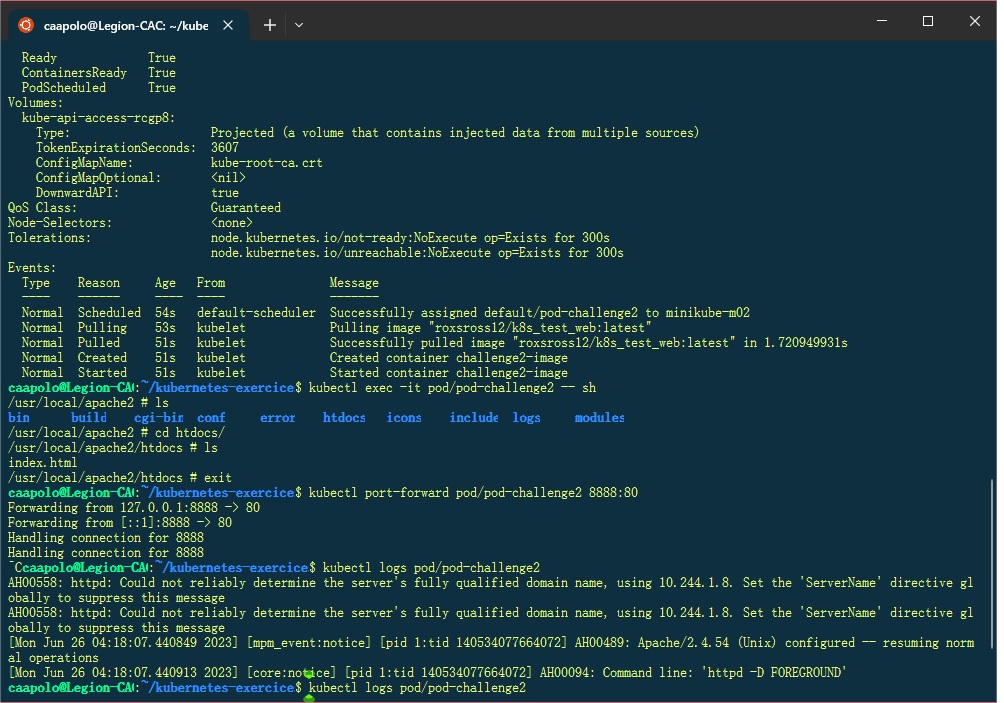 caapolo@Legion-CAC: ~/kube
Ready True
ContainersReady True
PodScheduled True
Volumes:
kube-api-access-rcgp8:
Type: Projected (a volume that contains injected data from multiple sources)
TokenExpirationSeconds: 3607
ConfigMapName: kube-root-ca.crt
ConfigMapOptional: <nil>
DownwardAPI: true
QoS Class: Guaranteed
Node-Selectors: <none>
Tolerations: node.kubernetes.io/not-ready:NoExecute op=Exists for 300s
node.kubernetes.io/unreachable:NoExecute op=Exists for 300s
Events:
Type Reason Age From Message
---- ------ ---- ---- -------
Normal Scheduled 54s default-scheduler Successfully assigned default/pod-challenge2 to minikube-m02
Normal Pulling 53s kubelet Pulling image "roxsross12/k8s_test_web:latest"
Normal Pulled 51s kubelet Successfully pulled image "roxsross12/k8s_test_web:latest" in 1.720949931s
Normal Created 51s kubelet Created container challenge2-image
Normal Started 51s kubelet Started container challenge2-image
caapolo@Legion-CAC:~/kubernetes-exercice$ kubectl exec -it pod/pod-challenge2 -- sh
/usr/local/apache2 # ls
bin build cgi-bin conf error htdocs icons include logs modules
/usr/local/apache2 # cd htdocs/
/usr/local/apache2/htdocs # ls
index.html
/usr/local/apache2/htdocs # exit
caapolo@Legion-CAC:~/kubernetes-exercice$ kubectl port-forward pod/pod-challenge2 8888:80
Forwarding from 127.0.0.1:8888 -> 80
Forwarding from [::1]:8888 -> 80
Handling connection for 8888
Handling connection for 8888
^Ccaapolo@Legion-CAC:~/kubernetes-exercice$ kubectl logs pod/pod-challenge2
AH00558: httpd: Could not reliably determine the server's fully qualified domain name, using 10.244.1.8. Set the 'ServerName' directive gl
obally to suppress this message
AH00558: httpd: Could not reliably determine the server's fully qualified domain name, using 10.244.1.8. Set the 'ServerName' directive gl
obally to suppress this message
[Mon Jun 26 04:18:07.440849 2023] [mpm_event:notice] [pid 1:tid 140534077664072] AH00489: Apache/2.4.54 (Unix) configured -- resuming norm
al operations
[Mon Jun 26 04:18:07.440913 2023] [core:notice] [pid 1:tid 140534077664072] AH00094: Command line: 'httpd -D FOREGROUND'
caapolo@Legion-CAC:~/kubernetes-exercice$ kubectl logs pod/pod-challenge2